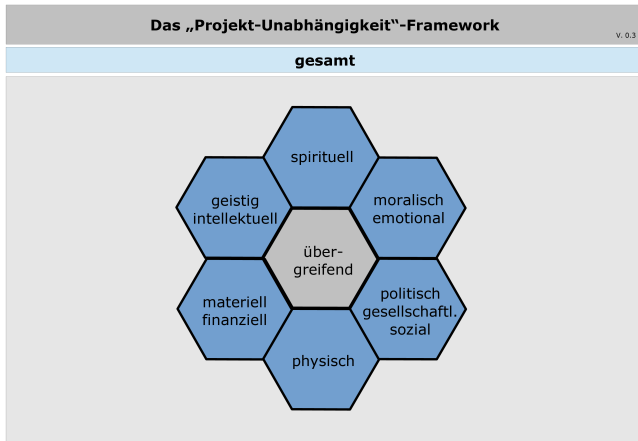 Das „Projekt-Unabhängigkeit“-Framework
V. 0.3
gesamt
spirituell
geistig
intellektuell
moralisch
emotional
über-
greifend
materiell
finanziell
politisch
gesellschaftl.
sozial
physisch